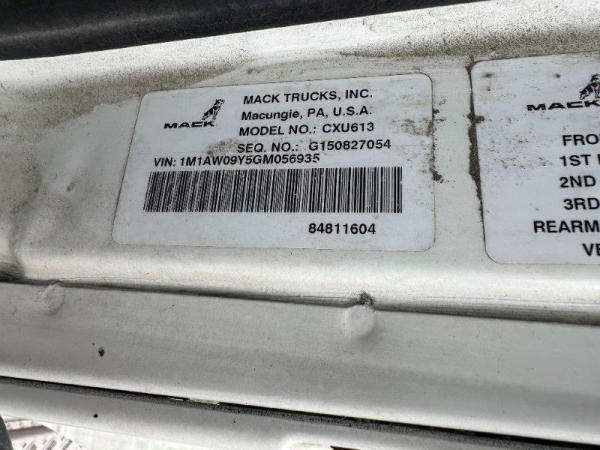 MACK
MACK TRUCKS, INC.
Macungie, PA, U.S.A.
MODEL NO.: CXU613
SEQ. NO.: G150827054
VIN: 1M1AW09Y5GM056935
84811604
MACK
FRO
1ST
2ND
3RD
REARM
VE